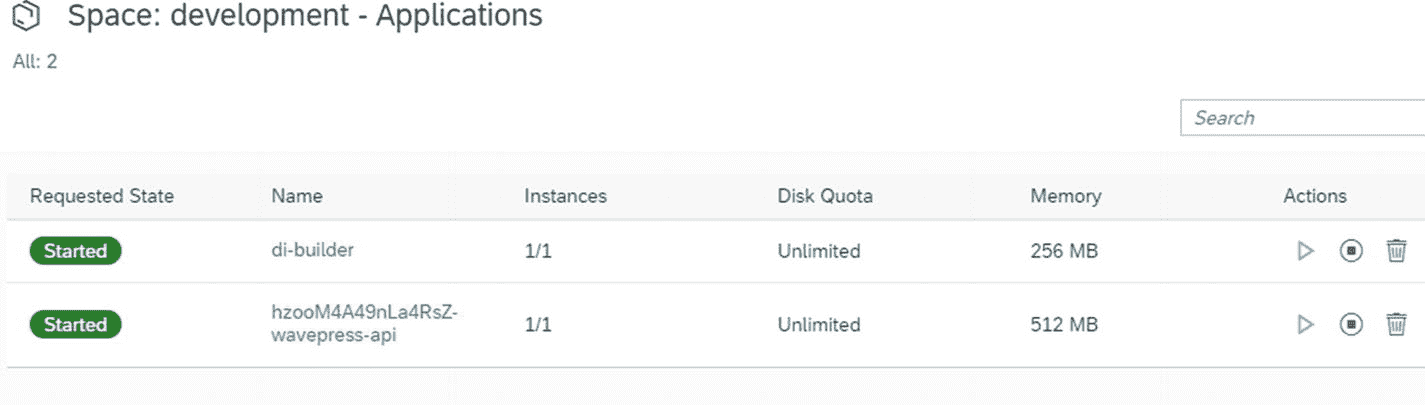 Space: development - Applications
All: 2
Search
Requested State Name Instances Disk Quota Memory Actions
Started di-builder 1/1 Unlimited 256 MB
Started hzooM4A49nLa4RsZ- 1/1 Unlimited 512 MB
wavepress-api